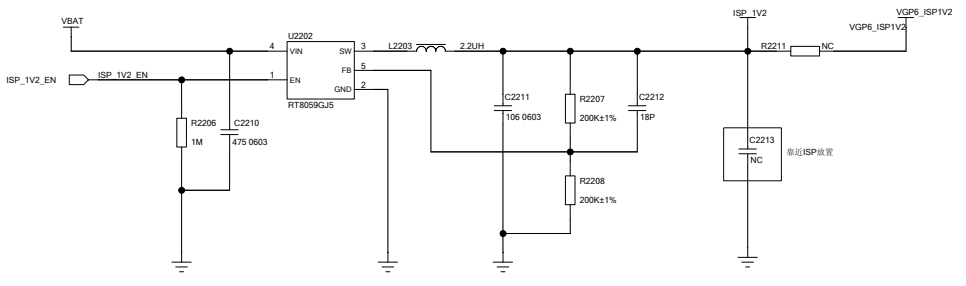 VBAT
ISP_1V2
VGP6_ISP1V2
VGP6_ISP1V2
U2202
4
VIN
SW
3
L2203
2.2UH
R2211
NC
FB
5
ISP_1V2_EN
ISP_1V2_EN
1
EN
GND
2
RT8059GJ5
C2211
106 0603
R2207
200K±1%
C2212
18P
R2206
1M
C2210
475 0603
C2213
NC
靠近ISP放置
R2208
200K±1%